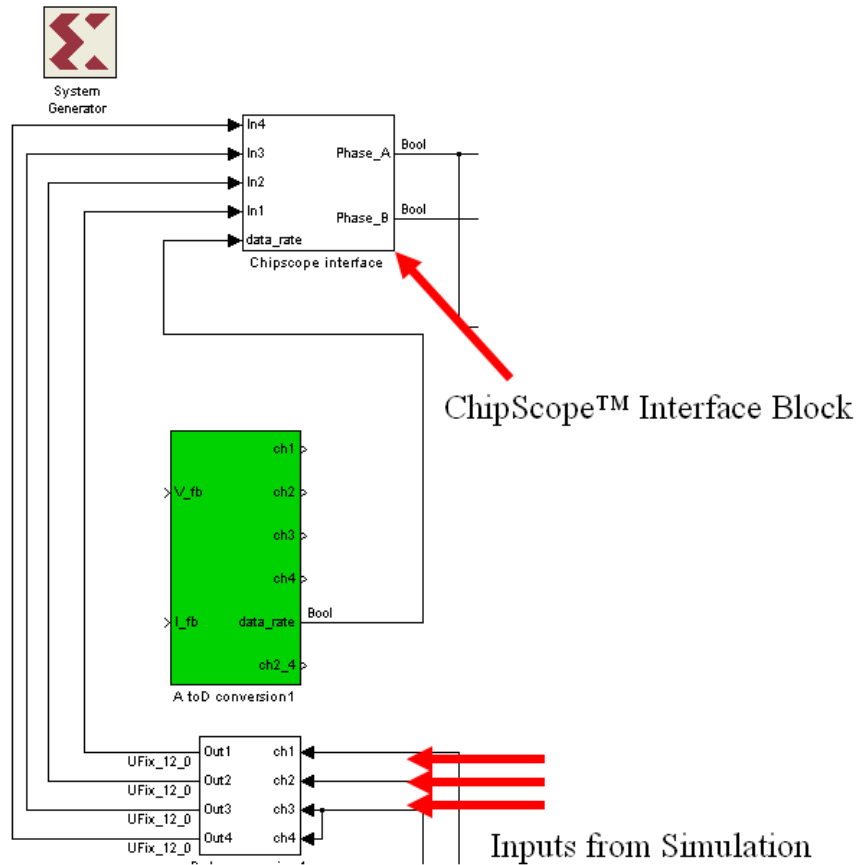 System
Generator
In4
In3
In2
In1
data_rate
Phase_A
Phase_B
Bool
Bool
Chipscope interface
ChipScope™ Interface Block
V_fb
I_fb
ch1
ch2
ch3
ch4
data_rate
ch2_4
Bool
A toD conversion1
Out1
Out2
Out3
Out4
ch1
ch2
ch3
ch4
UFix_12_0
UFix_12_0
UFix_12_0
UFix_12_0
Inputs from Simulation